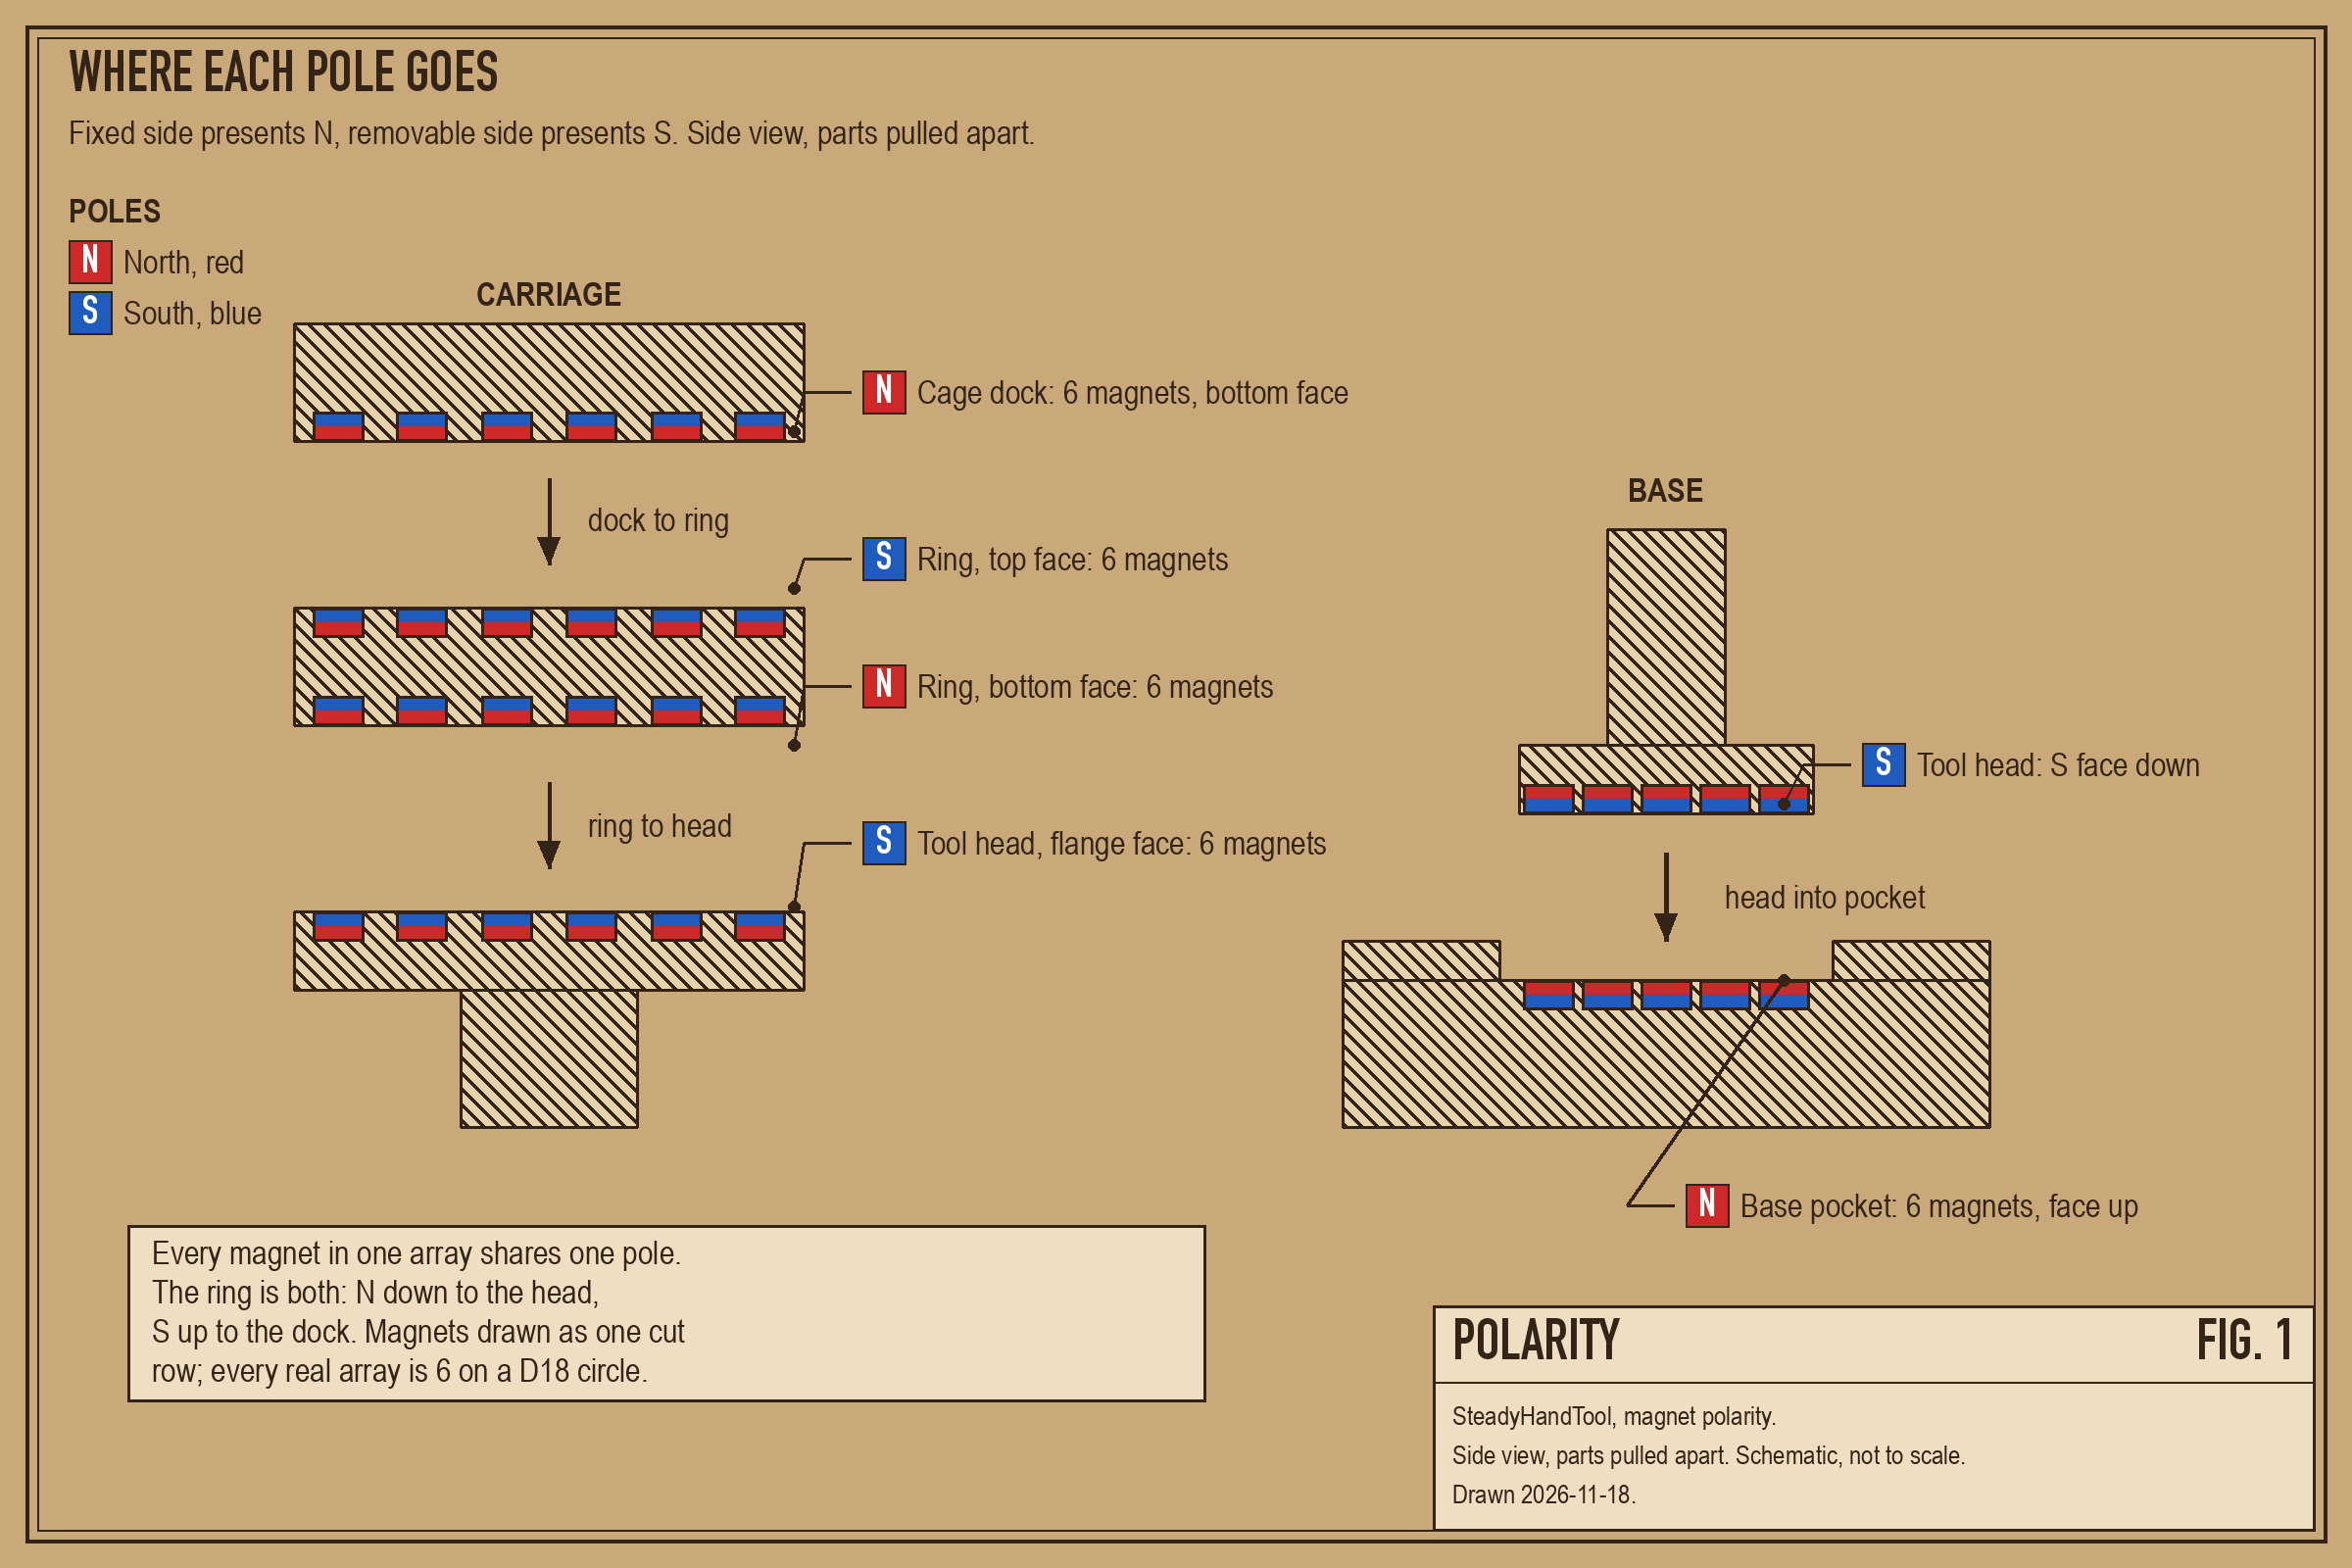 WHERE EACH POLE GOES
Fixed side presents N, removable side presents S. Side view, parts pulled apart.
POLES
N North, red
S South, blue
CARRIAGE
N Cage dock: 6 magnets, bottom face
dock to ring
S Ring, top face: 6 magnets
N Ring, bottom face: 6 magnets
ring to head
S Tool head, flange face: 6 magnets
BASE
S Tool head: S face down
head into pocket
N Base pocket: 6 magnets, face up
Every magnet in one array shares one pole.
The ring is both: N down to the head,
S up to the dock. Magnets drawn as one cut
row; every real array is 6 on a D18 circle.
POLARITY FIG. 1
SteadyHandTool, magnet polarity.
Side view, parts pulled apart. Schematic, not to scale.
Drawn 2026-11-18.